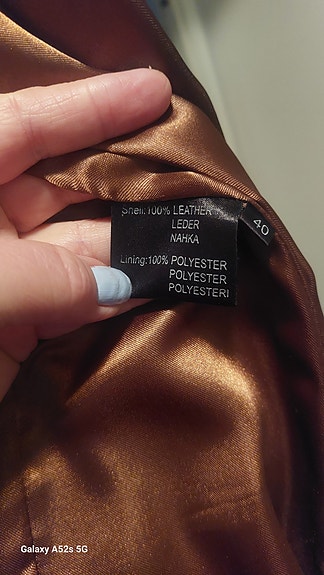 Shell:100% LEATHER
LEDER
NAHKA
Lining:100% POLYESTER
POLYESTER
POLYESTERI
40
Galaxy A52s 5G